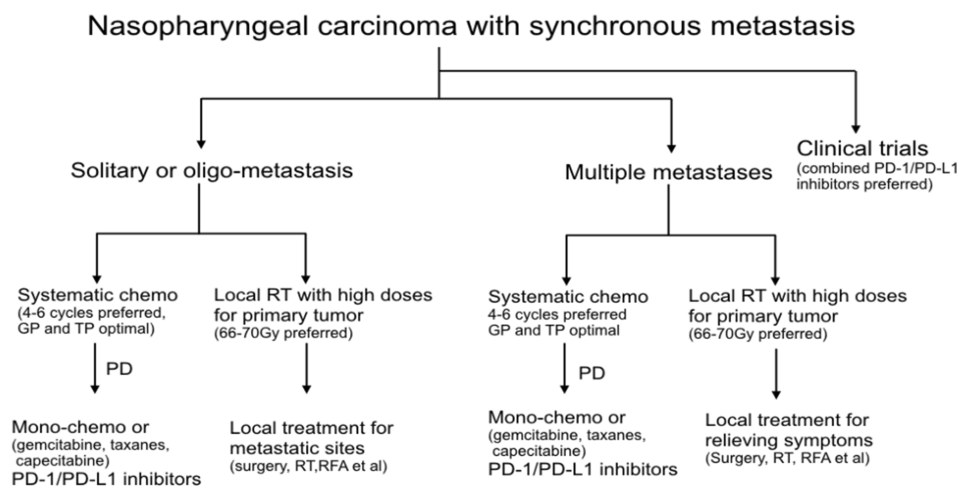 Nasopharyngeal carcinoma with synchronous metastasis
Solitary or oligo-metastasis
Multiple metastases
Clinical trials
(combined PD-1/PD-L1
inhibitors preferred)
Systematic chemo
(4-6 cycles preferred,
GP and TP optimal)
Local RT with high doses
for primary tumor
(66-70Gy preferred)
Systematic chemo
4-6 cycles preferred
GP and TP optimal
Local RT with high doses
for primary tumor
(66-70Gy preferred)
PD
PD
Mono-chemo or
(gemcitabine, taxanes,
capecitabine)
PD-1/PD-L1 inhibitors
Local treatment for
metastatic sites
(surgery, RT,RFA et al)
Mono-chemo or
(gemcitabine, taxanes,
capecitabine)
PD-1/PD-L1 inhibitors
Local treatment for
relieving symptoms
(Surgery, RT, RFA et al)